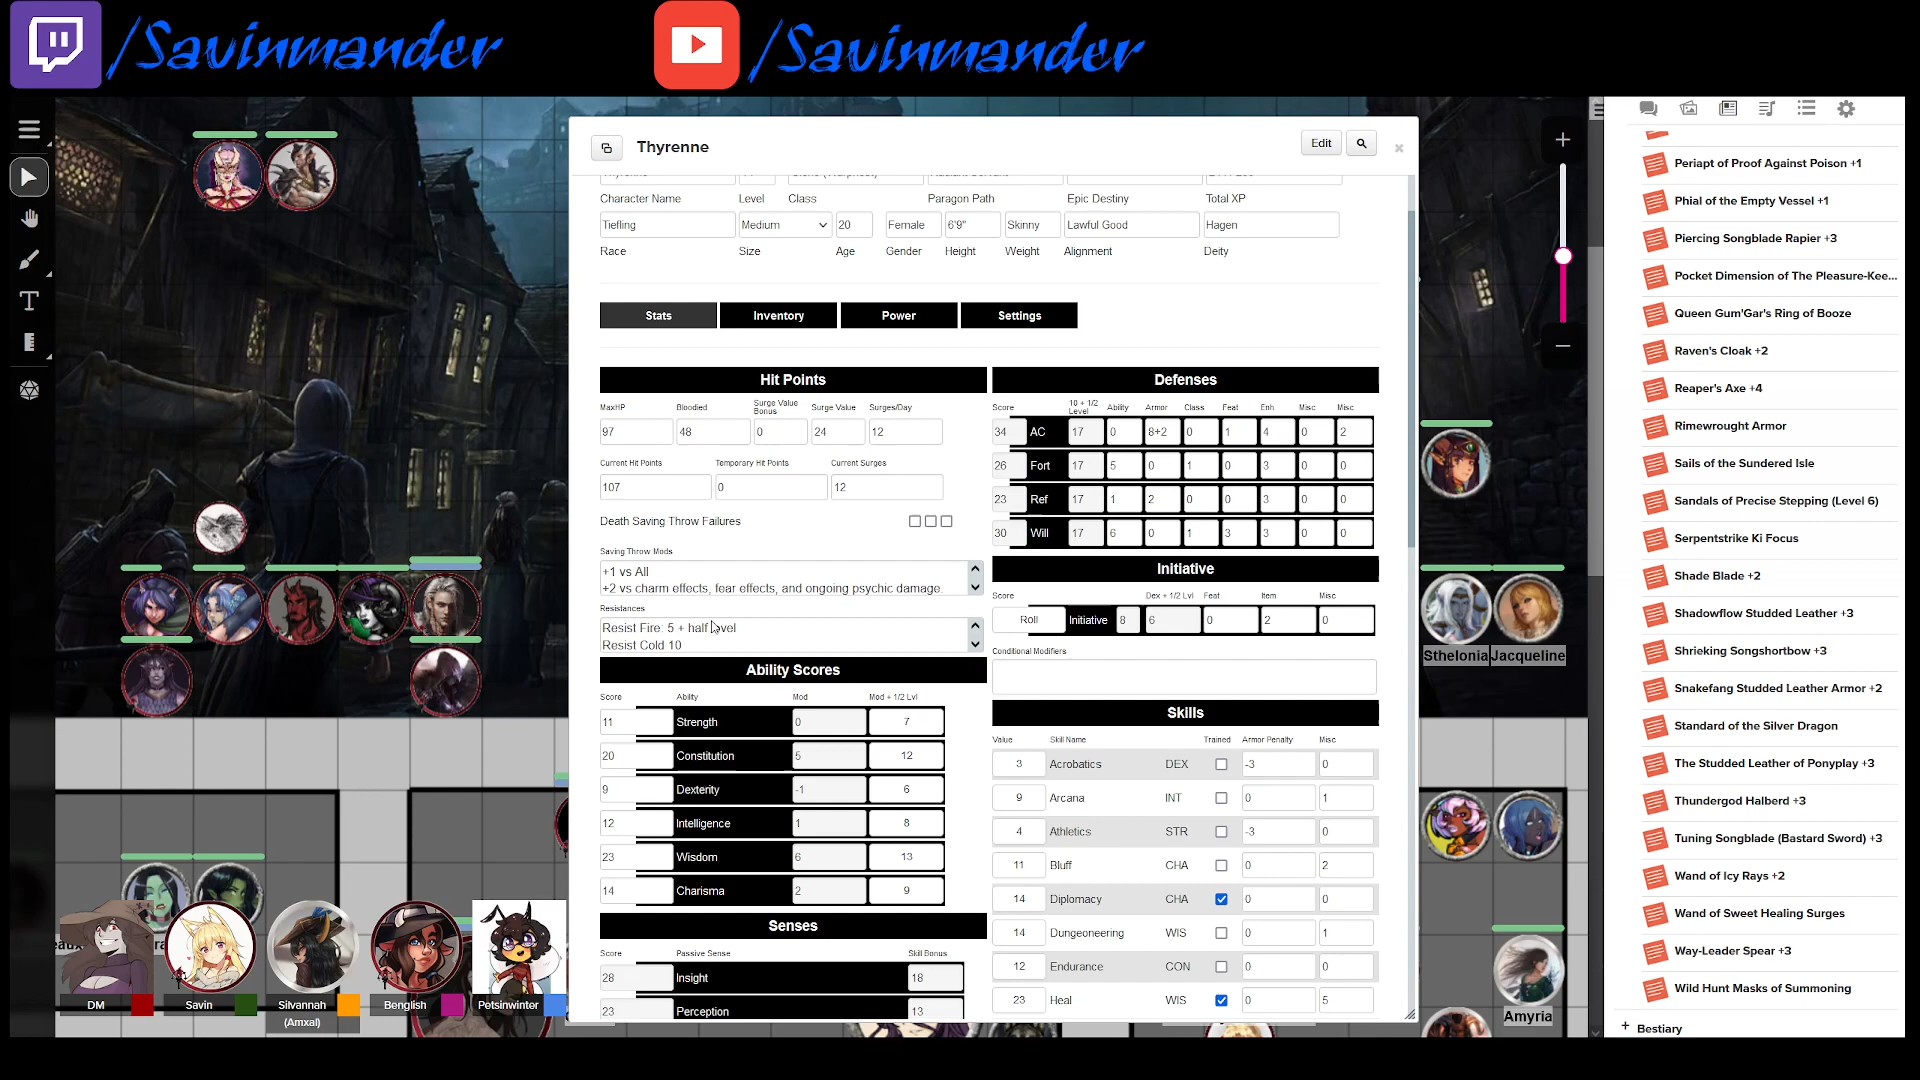 /Savinmander
/Savinmander
Thyrenne
Edit
Character Name Level Class Paragon Path Epic Destiny Total XP
Tiefling Medium 20 Female 6'9" Skinny Lawful Good Hagen
Race Size Age Gender Height Weight Alignment Deity
Stats Inventory Power Settings
Hit Points
MaxHP Bloodied Surge Value Bonus Surge Value Surges/Day
97 48 0 24 12
Current Hit Points Temporary Hit Points Current Surges
107 0 12
Death Saving Throw Failures
Saving Throw Mods
+1 vs All
+2 vs charm effects, fear effects, and ongoing psychic damage.
Resistances
Resist Fire: 5 + half level
Resist Cold 10
Ability Scores
Score Ability Mod Mod + 1/2 Lvl
11 Strength 0 7
20 Constitution 5 12
9 Dexterity -1 6
12 Intelligence 1 8
23 Wisdom 6 13
14 Charisma 2 9
Senses
Score Passive Sense Skill Bonus
28 Insight 18
23 Perception 13
Defenses
Score 10 + 1/2 Level Ability Armor Class Feat Enh Misc Misc
34 AC 17 0 8+2 0 1 4 0 2
26 Fort 17 5 0 1 0 3 0 0
23 Ref 17 1 2 0 0 3 0 0
30 Will 17 6 0 1 3 3 0 0
Initiative
Score Dex + 1/2 Lvl Feat Item Misc
Roll Initiative 8 6 0 2 0
Conditional Modifiers
Skills
Value Skill Name Trained Armor Penalty Misc
3 Acrobatics DEX -3 0
9 Arcana INT 0 1
4 Athletics STR -3 0
11 Bluff CHA 0 2
14 Diplomacy CHA 0 0
14 Dungeoneering WIS 0 1
12 Endurance CON 0 0
23 Heal WIS 0 5
Sthelonia Jacqueline
Amyria
DM Savin Silvannah (Amxal) Benglish Petsinwinter
Periapt of Proof Against Poison +1
Phial of the Empty Vessel +1
Piercing Songblade Rapier +3
Pocket Dimension of The Pleasure-Kee...
Queen Gum'Gar's Ring of Booze
Raven's Cloak +2
Reaper's Axe +4
Rimewrought Armor
Sails of the Sundered Isle
Sandals of Precise Stepping (Level 6)
Serpentstrike Ki Focus
Shade Blade +2
Shadowflow Studded Leather +3
Shrieking Songshortbow +3
Snakefang Studded Leather Armor +2
Standard of the Silver Dragon
The Studded Leather of Ponyplay +3
Thundergod Halberd +3
Tuning Songblade (Bastard Sword) +3
Wand of Icy Rays +2
Wand of Sweet Healing Surges
Way-Leader Spear +3
Wild Hunt Masks of Summoning
Bestiary